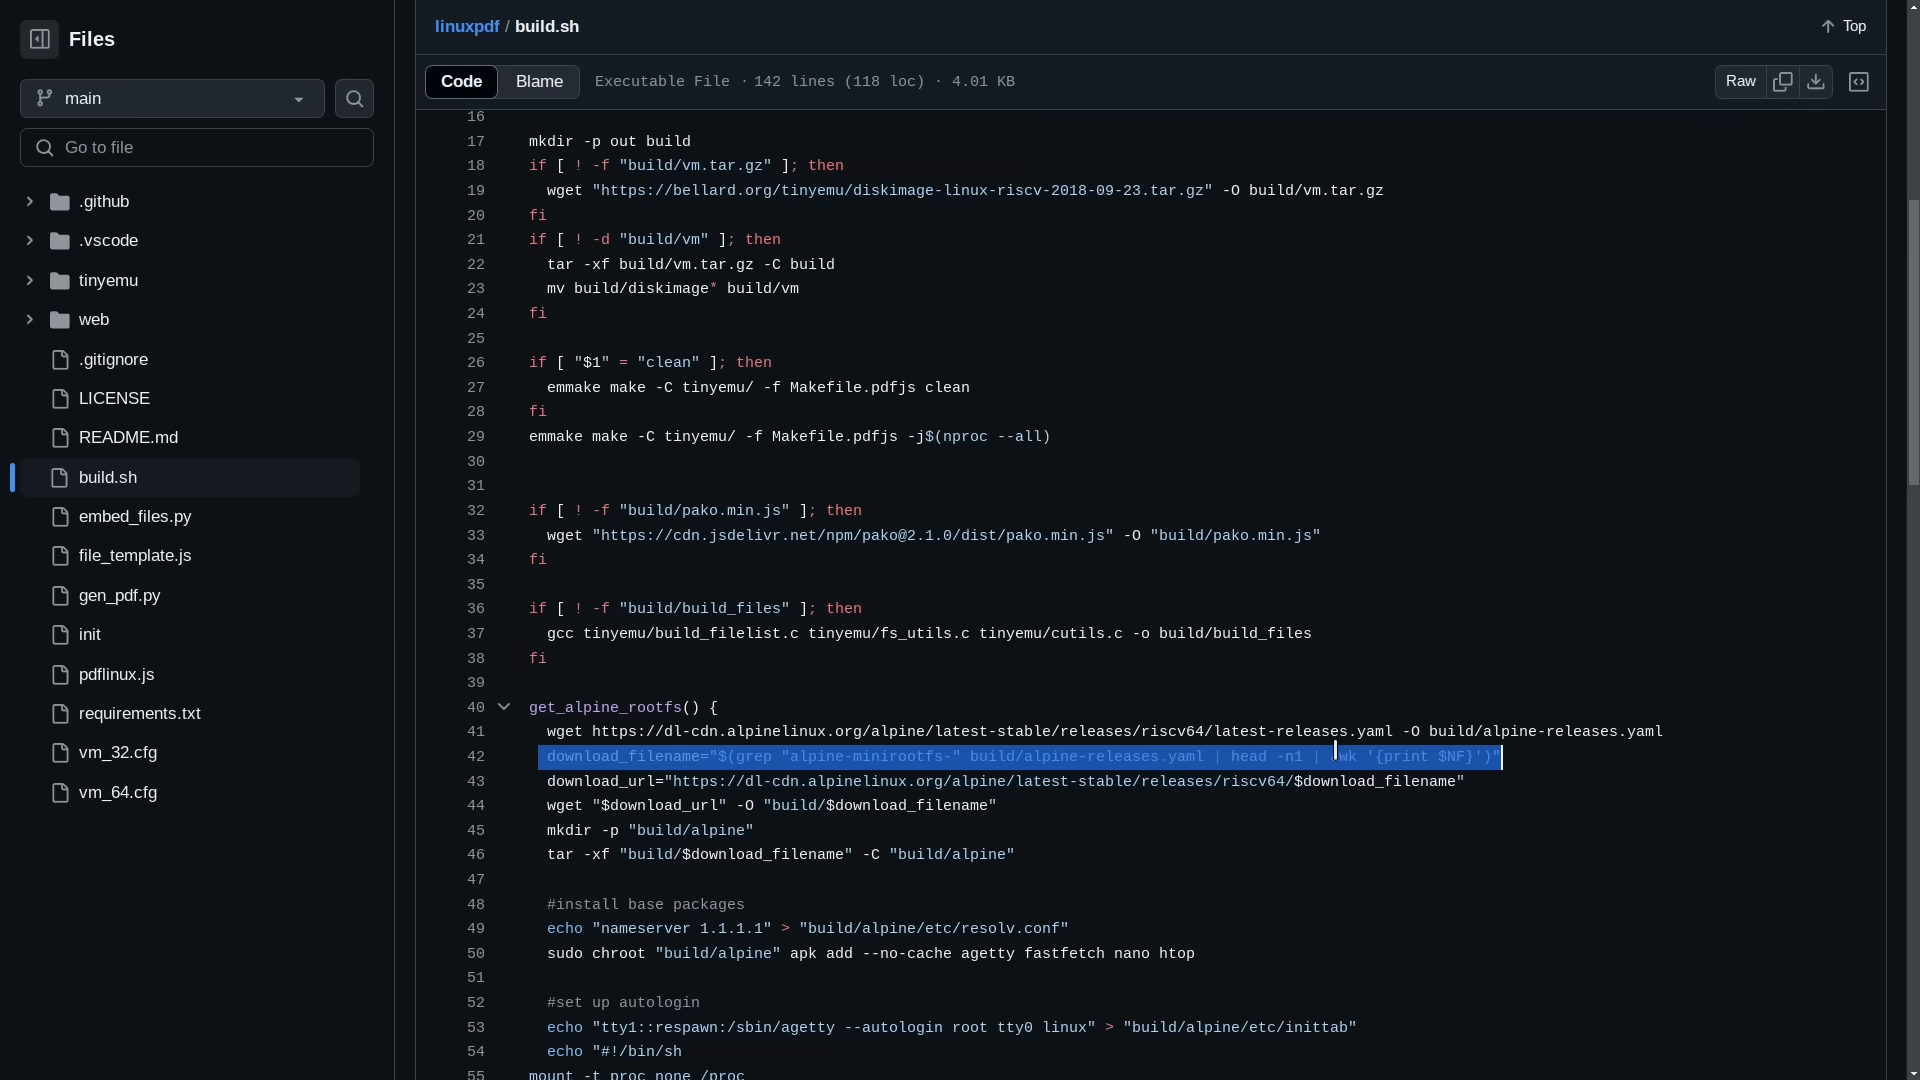 Files
main
Go to file
.github
.vscode
tinyemu
web
.gitignore
LICENSE
README.md
build.sh
embed_files.py
file_template.js
gen_pdf.py
init
pdflinux.js
requirements.txt
vm_32.cfg
vm_64.cfg
linuxpdf / build.sh
Top
Code Blame Executable File · 142 lines (118 loc) · 4.01 KB
Raw
16
17 mkdir -p out build
18 if [ ! -f "build/vm.tar.gz" ]; then
19   wget "https://bellard.org/tinyemu/diskimage-linux-riscv-2018-09-23.tar.gz" -O build/vm.tar.gz
20 fi
21 if [ ! -d "build/vm" ]; then
22   tar -xf build/vm.tar.gz -C build
23   mv build/diskimage* build/vm
24 fi
25
26 if [ "$1" = "clean" ]; then
27   emmake make -C tinyemu/ -f Makefile.pdfjs clean
28 fi
29 emmake make -C tinyemu/ -f Makefile.pdfjs -j$(nproc --all)
30
31
32 if [ ! -f "build/pako.min.js" ]; then
33   wget "https://cdn.jsdelivr.net/npm/pako@2.1.0/dist/pako.min.js" -O "build/pako.min.js"
34 fi
35
36 if [ ! -f "build/build_files" ]; then
37   gcc tinyemu/build_filelist.c tinyemu/fs_utils.c tinyemu/cutils.c -o build/build_files
38 fi
39
40 get_alpine_rootfs() {
41   wget https://dl-cdn.alpinelinux.org/alpine/latest-stable/releases/riscv64/latest-releases.yaml -O build/alpine-releases.yaml
42   download_filename="$(grep "alpine-minirootfs-" build/alpine-releases.yaml | head -n1 | awk '{print $NF}')"
43   download_url="https://dl-cdn.alpinelinux.org/alpine/latest-stable/releases/riscv64/$download_filename"
44   wget "$download_url" -O "build/$download_filename"
45   mkdir -p "build/alpine"
46   tar -xf "build/$download_filename" -C "build/alpine"
47
48   #install base packages
49   echo "nameserver 1.1.1.1" > "build/alpine/etc/resolv.conf"
50   sudo chroot "build/alpine" apk add --no-cache agetty fastfetch nano htop
51
52   #set up autologin
53   echo "tty1::respawn:/sbin/agetty --autologin root tty0 linux" > "build/alpine/etc/inittab"
54   echo "#!/bin/sh
55 mount -t proc none /proc